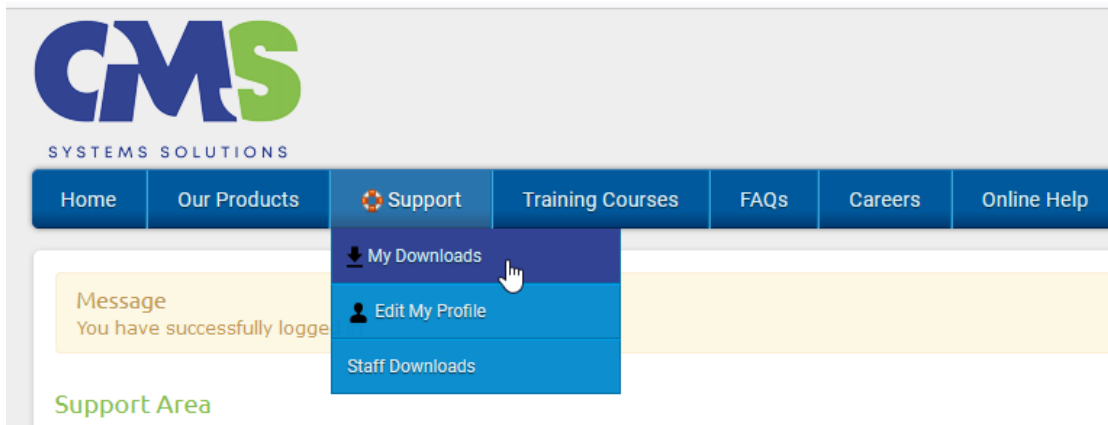 CMS
SYSTEMS SOLUTIONS
Home Our Products Support Training Courses FAQs Careers Online Help
My Downloads
Message
You have successfully logge
Edit My Profile
Staff Downloads
Support Area